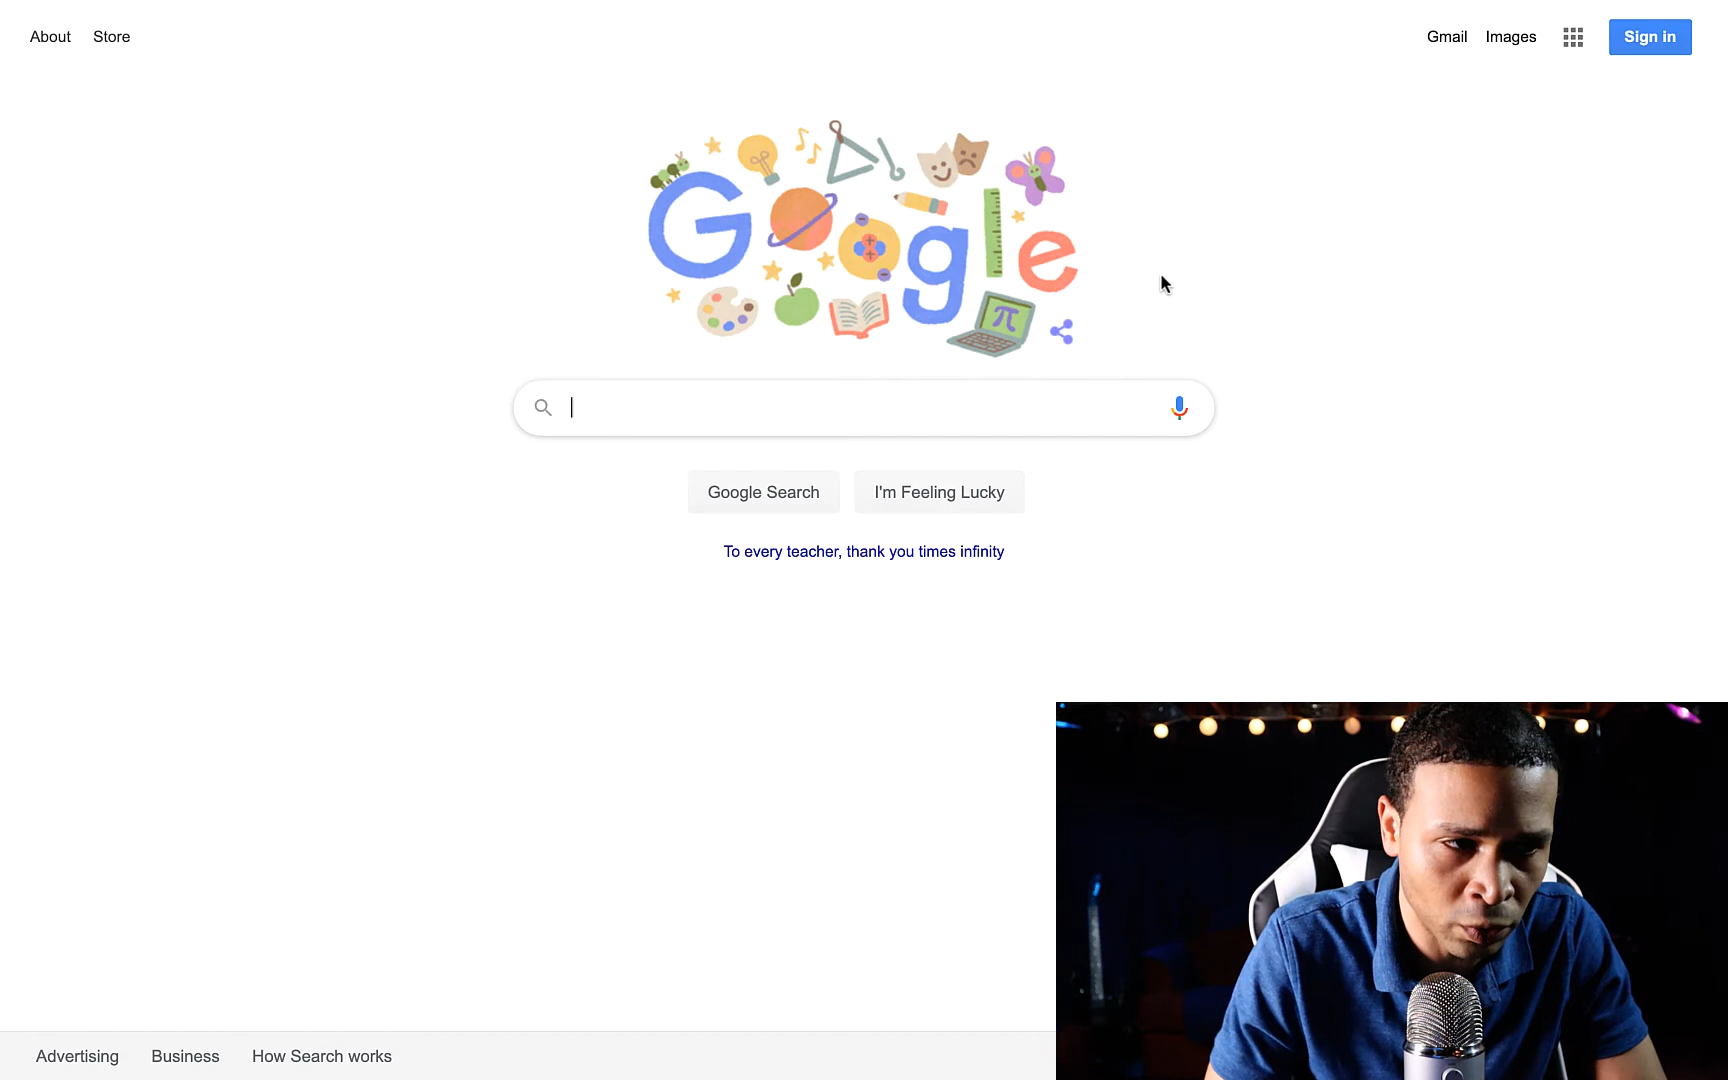 About Store
Gmail Images Sign in
Google
π
Google Search I'm Feeling Lucky
To every teacher, thank you times infinity
Advertising Business How Search works